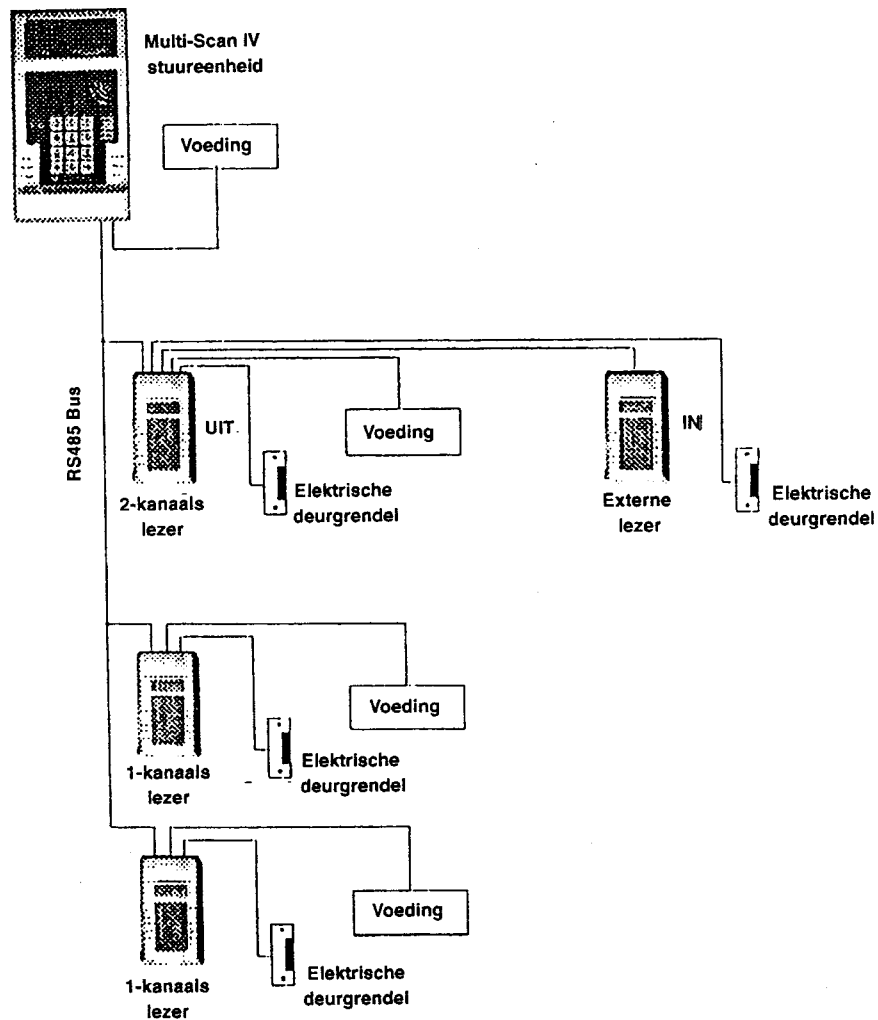 Multi-Scan IV
stuureenheid
Voeding
RS485 Bus
UIT
Voeding
IN
2-kanaals
lezer
Elektrische
deurgrendel
Externe
lezer
Elektrische
deurgrendel
Voeding
1-kanaals
lezer
Elektrische
deurgrendel
Voeding
1-kanaals
lezer
Elektrische
deurgrendel